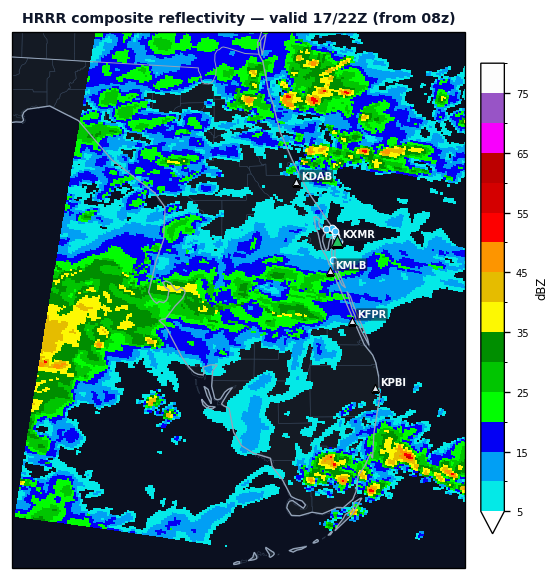 HRRR composite reflectivity — valid 17/22Z (from 08z)
KDAB
KXMR
KMLB
KFPR
KPBI
75
65
55
45
35
25
15
5
dBZ